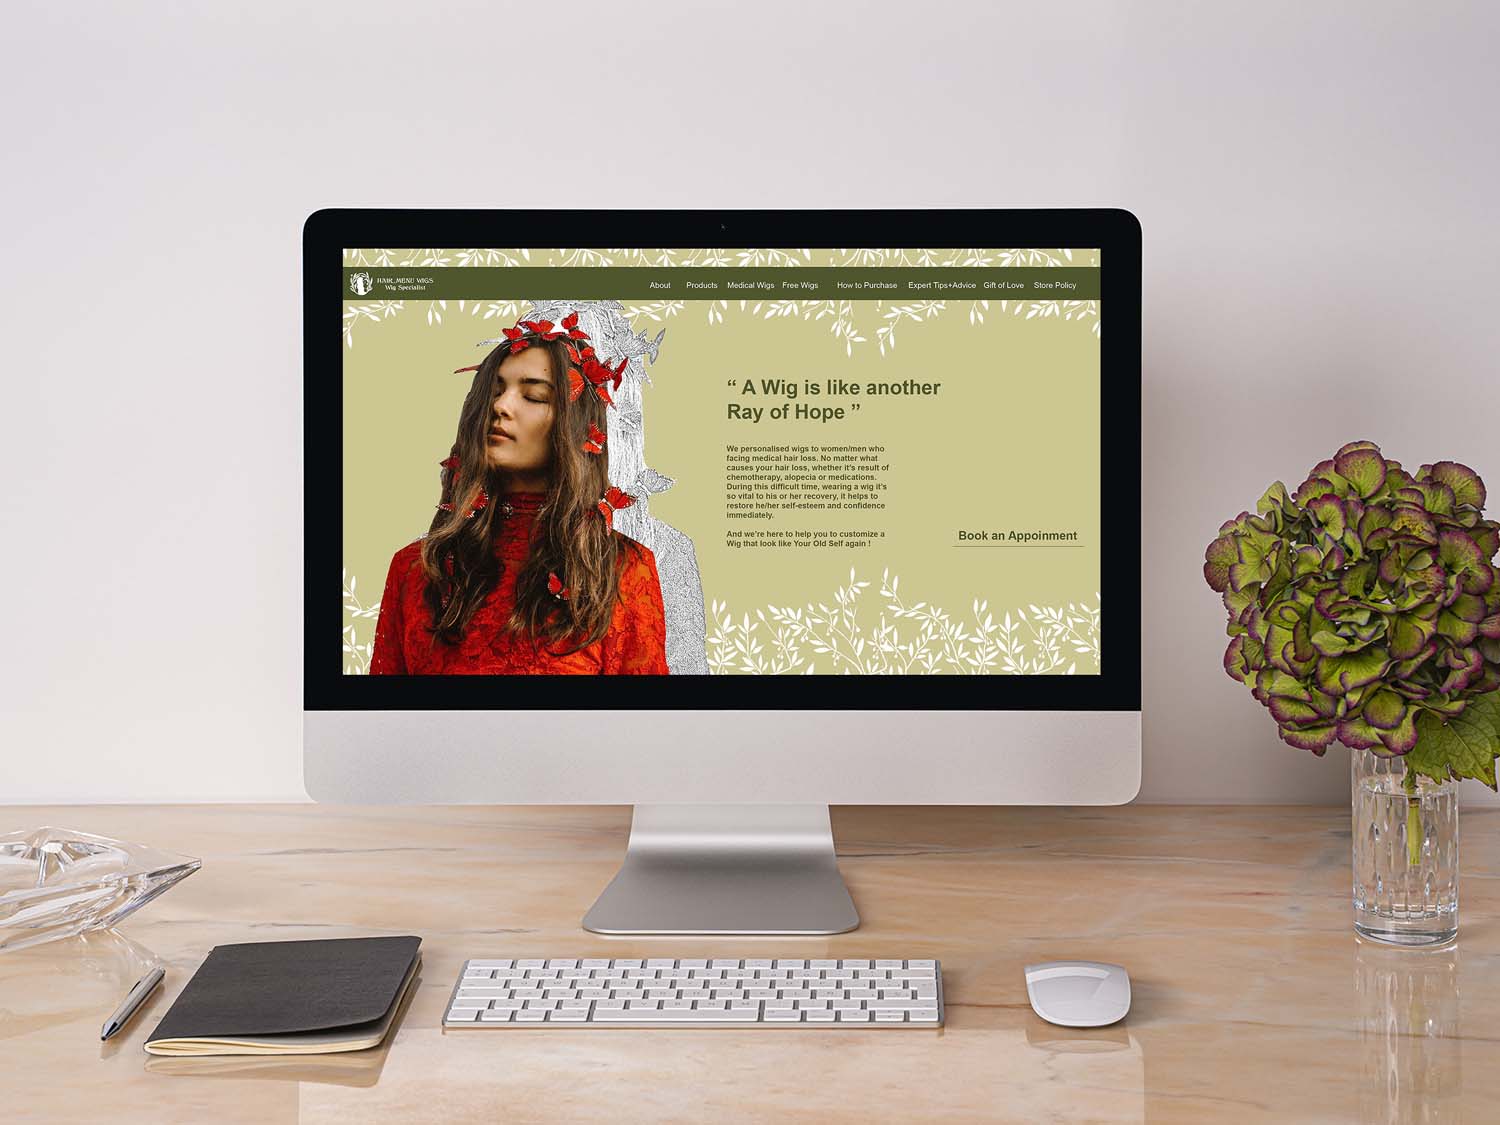 HAIR MENU WIGS
Wig Specialist
About Products Medical Wigs Free Wigs How to Purchase Expert Tips+Advice Gift of Love Store Policy
“ A Wig is like another
Ray of Hope ”
We personalised wigs to women/men who
facing medical hair loss. No matter what
causes your hair loss, whether it's result of
chemotherapy, alopecia or medications.
During this difficult time, wearing a wig it's
so vital to his or her recovery, it helps to
restore he/her self-esteem and confidence
immediately.
And we're here to help you to customize a
Wig that look like Your Old Self again !
Book an Appoinment